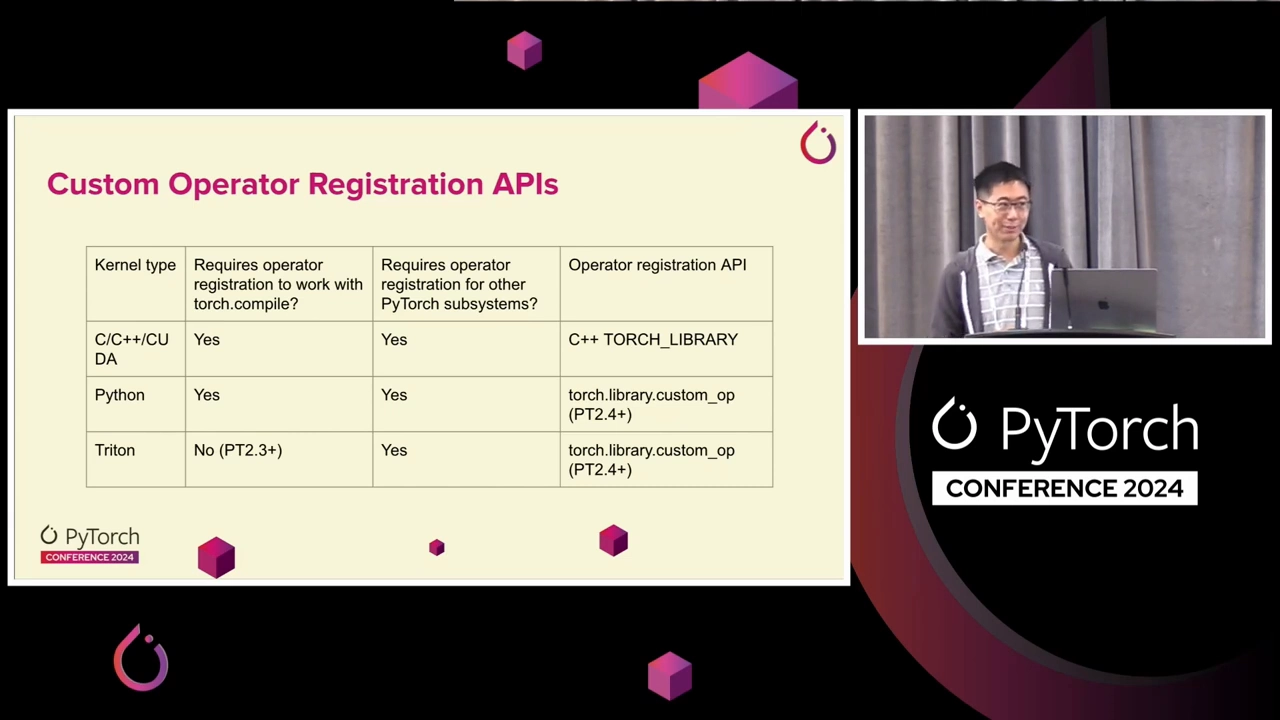 Custom Operator Registration APIs
Kernel type
Requires operator
registration to work with
torch.compile?
Requires operator
registration for other
PyTorch subsystems?
Operator registration API
C/C++/CU
DA
Yes
Yes
C++ TORCH_LIBRARY
Python
Yes
Yes
torch.library.custom_op
(PT2.4+)
Triton
No (PT2.3+)
Yes
torch.library.custom_op
(PT2.4+)
PyTorch
CONFERENCE 2024
PyTorch
CONFERENCE 2024